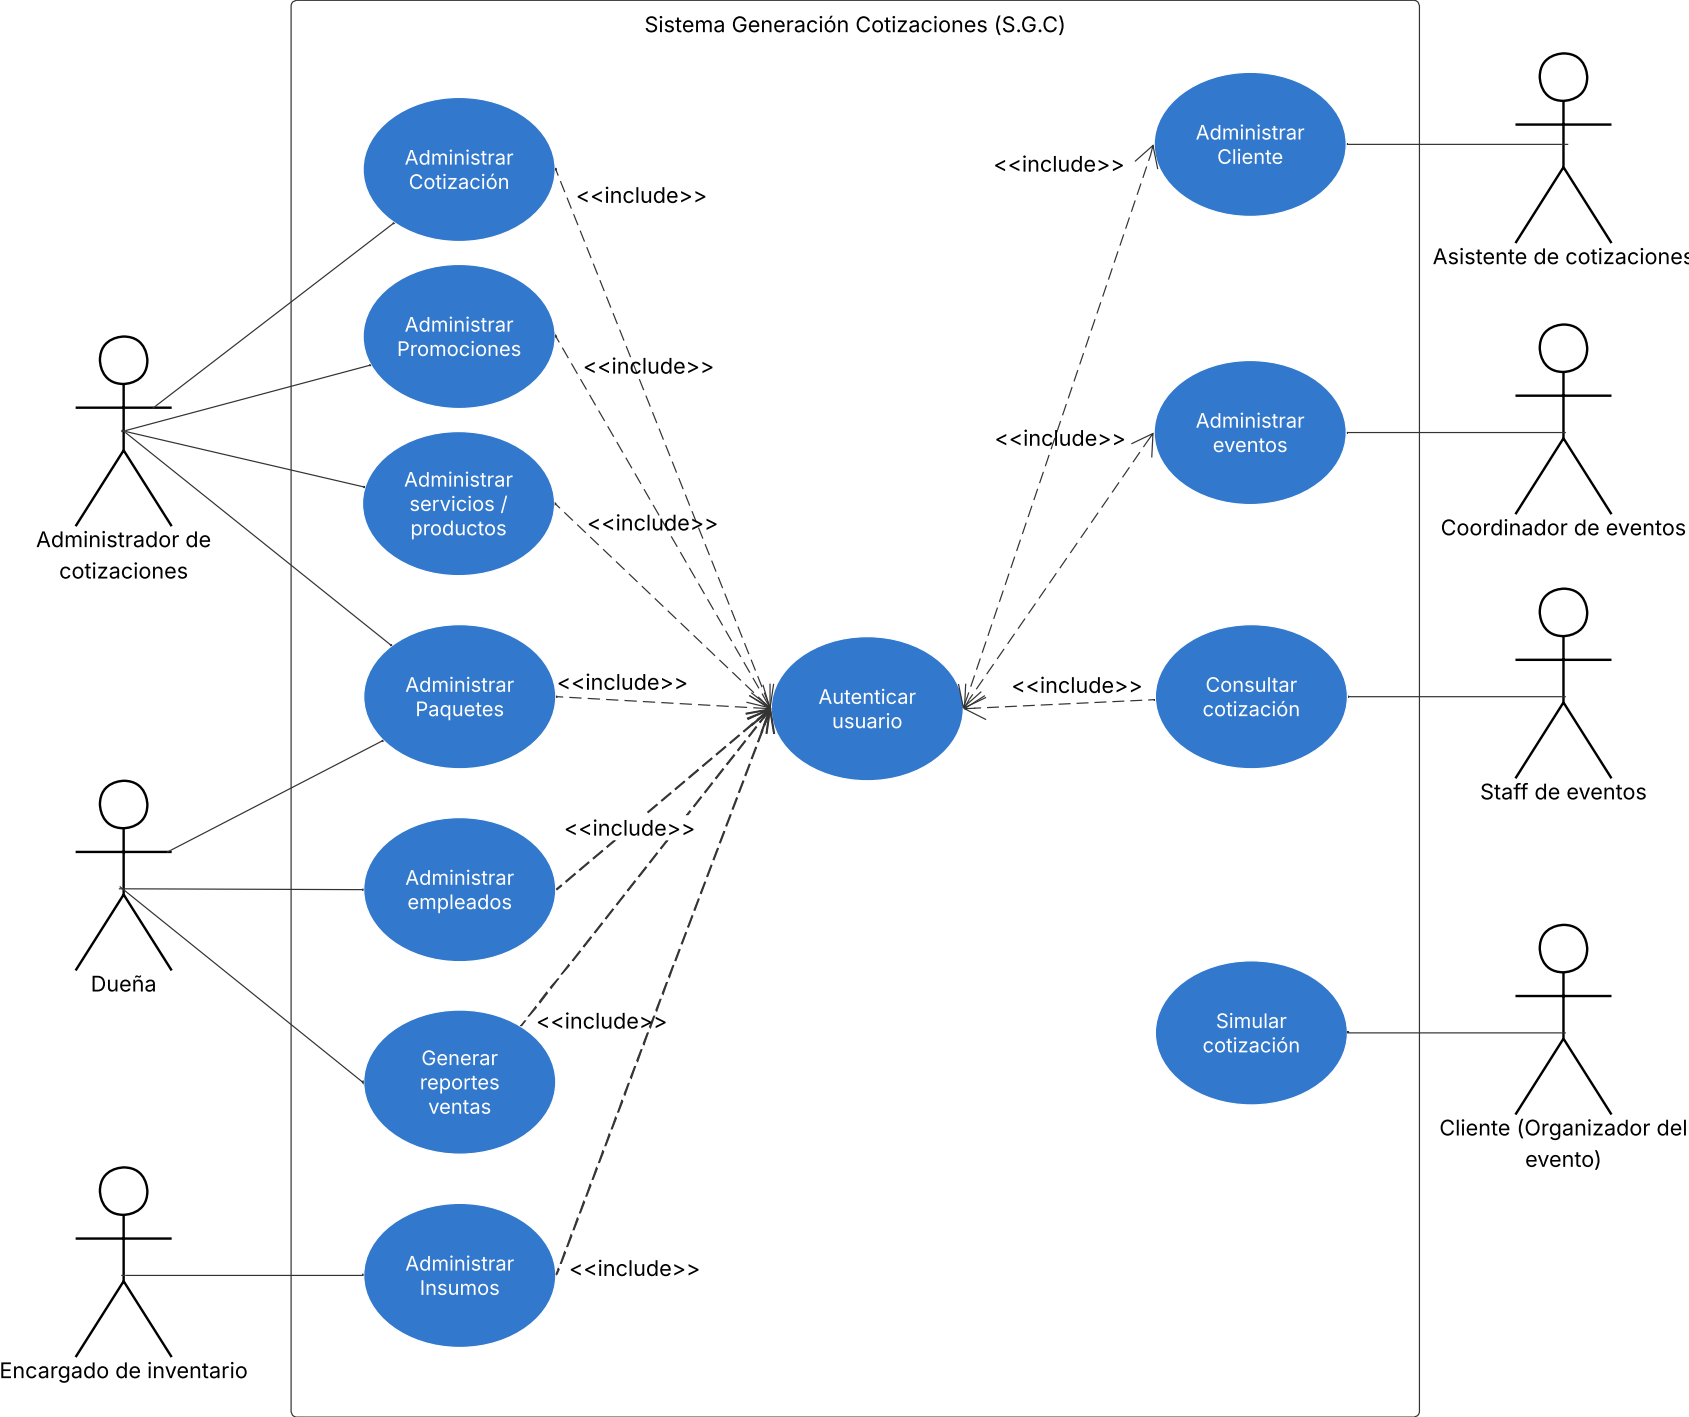 Sistema Generación Cotizaciones (S.G.C)
Administrar
Cotización
<<include>>
Administrar
Promociones
<<include>>
Administrar
servicios /
productos
<<include>>
Administrador de
cotizaciones
Administrar
Paquetes
<<include>>
Administrar
empleados
<<include>>
Dueña
Generar
reportes
ventas
<<include>>
Administrar
Insumos
<<include>>
Encargado de inventario
Autenticar
usuario
<<include>>
Administrar
Cliente
Asistente de cotizaciones
<<include>>
Administrar
eventos
Coordinador de eventos
<<include>>
Consultar
cotización
Staff de eventos
Simular
cotización
Cliente (Organizador del
evento)